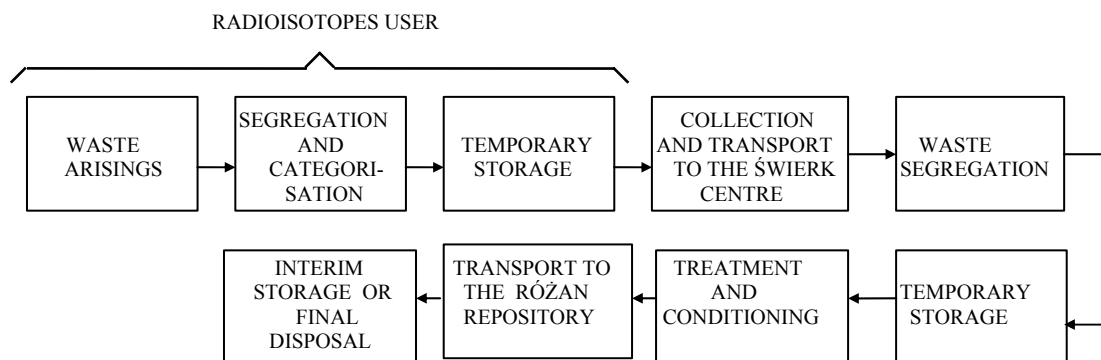 RADIOISOTOPES USER
WASTE
ARISINGS
SEGREGATION
AND
CATEGORI-
SATION
TEMPORARY
STORAGE
COLLECTION
AND TRANSPORT
TO THE ŚWIERK
CENTRE
WASTE
SEGREGATION
TEMPORARY
STORAGE
TREATMENT
AND
CONDITIONING
TRANSPORT TO
THE RÓŻAN
REPOSITORY
INTERIM
STORAGE OR
FINAL
DISPOSAL